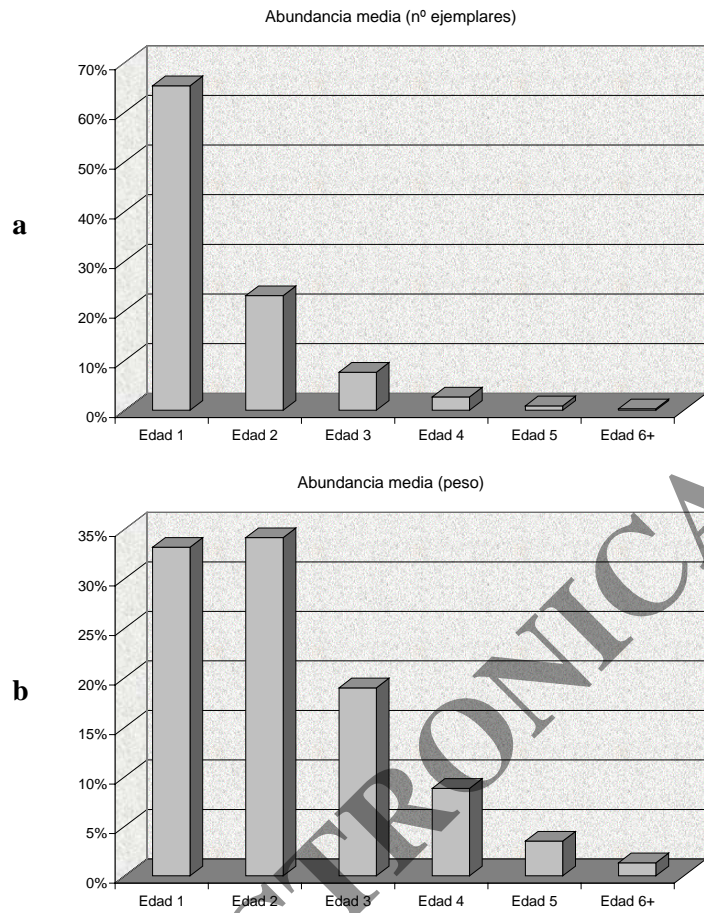 Abundancia media (nº ejemplares)
a
70%
60%
50%
40%
30%
20%
10%
0%
Edad 1 Edad 2 Edad 3 Edad 4 Edad 5 Edad 6+
Abundancia media (peso)
b
35%
30%
25%
20%
15%
10%
5%
0%
Edad 1 Edad 2 Edad 3 Edad 4 Edad 5 Edad 6+
CTRONICA